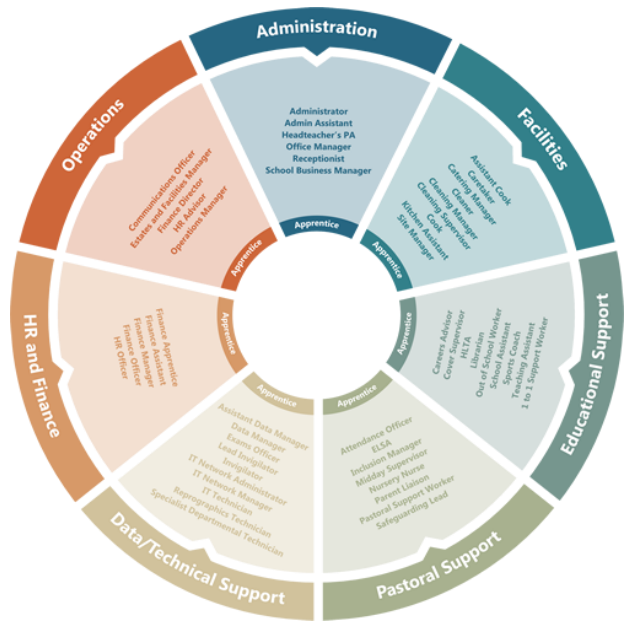 Administration
Administrator
Admin Assistant
Headteacher's PA
Office Manager
Receptionist
School Business Manager
Apprentice
Facilities
Assistant Cook
Caretaker
Catering Manager
Cleaner
Cleaning Manager
Cleaning Supervisor
Cook
Kitchen Assistant
Site Manager
Apprentice
Educational Support
Careers Advisor
Cover Supervisor
HLTA
Librarian
Out of School Worker
School Assistant
Sports Coach
Teaching Assistant
1 to 1 Support Worker
Apprentice
Pastoral Support
Attendance Officer
ELSA
Inclusion Manager
Midday Supervisor
Nursery Nurse
Parent Liaison
Pastoral Support Worker
Safeguarding Lead
Apprentice
Data/Technical Support
Assistant Data Manager
Data Manager
Exams Officer
Lead Invigilator
Invigilator
IT Network Administrator
IT Network Manager
IT Technician
Reprographics Technician
Specialist Departmental Technician
Apprentice
HR and Finance
Finance Apprentice
Finance Assistant
Finance Manager
Finance Officer
HR Officer
Apprentice
Operations
Communications Officer
Estates and Facilities Manager
Finance Director
HR Advisor
Operations Manager
Apprentice